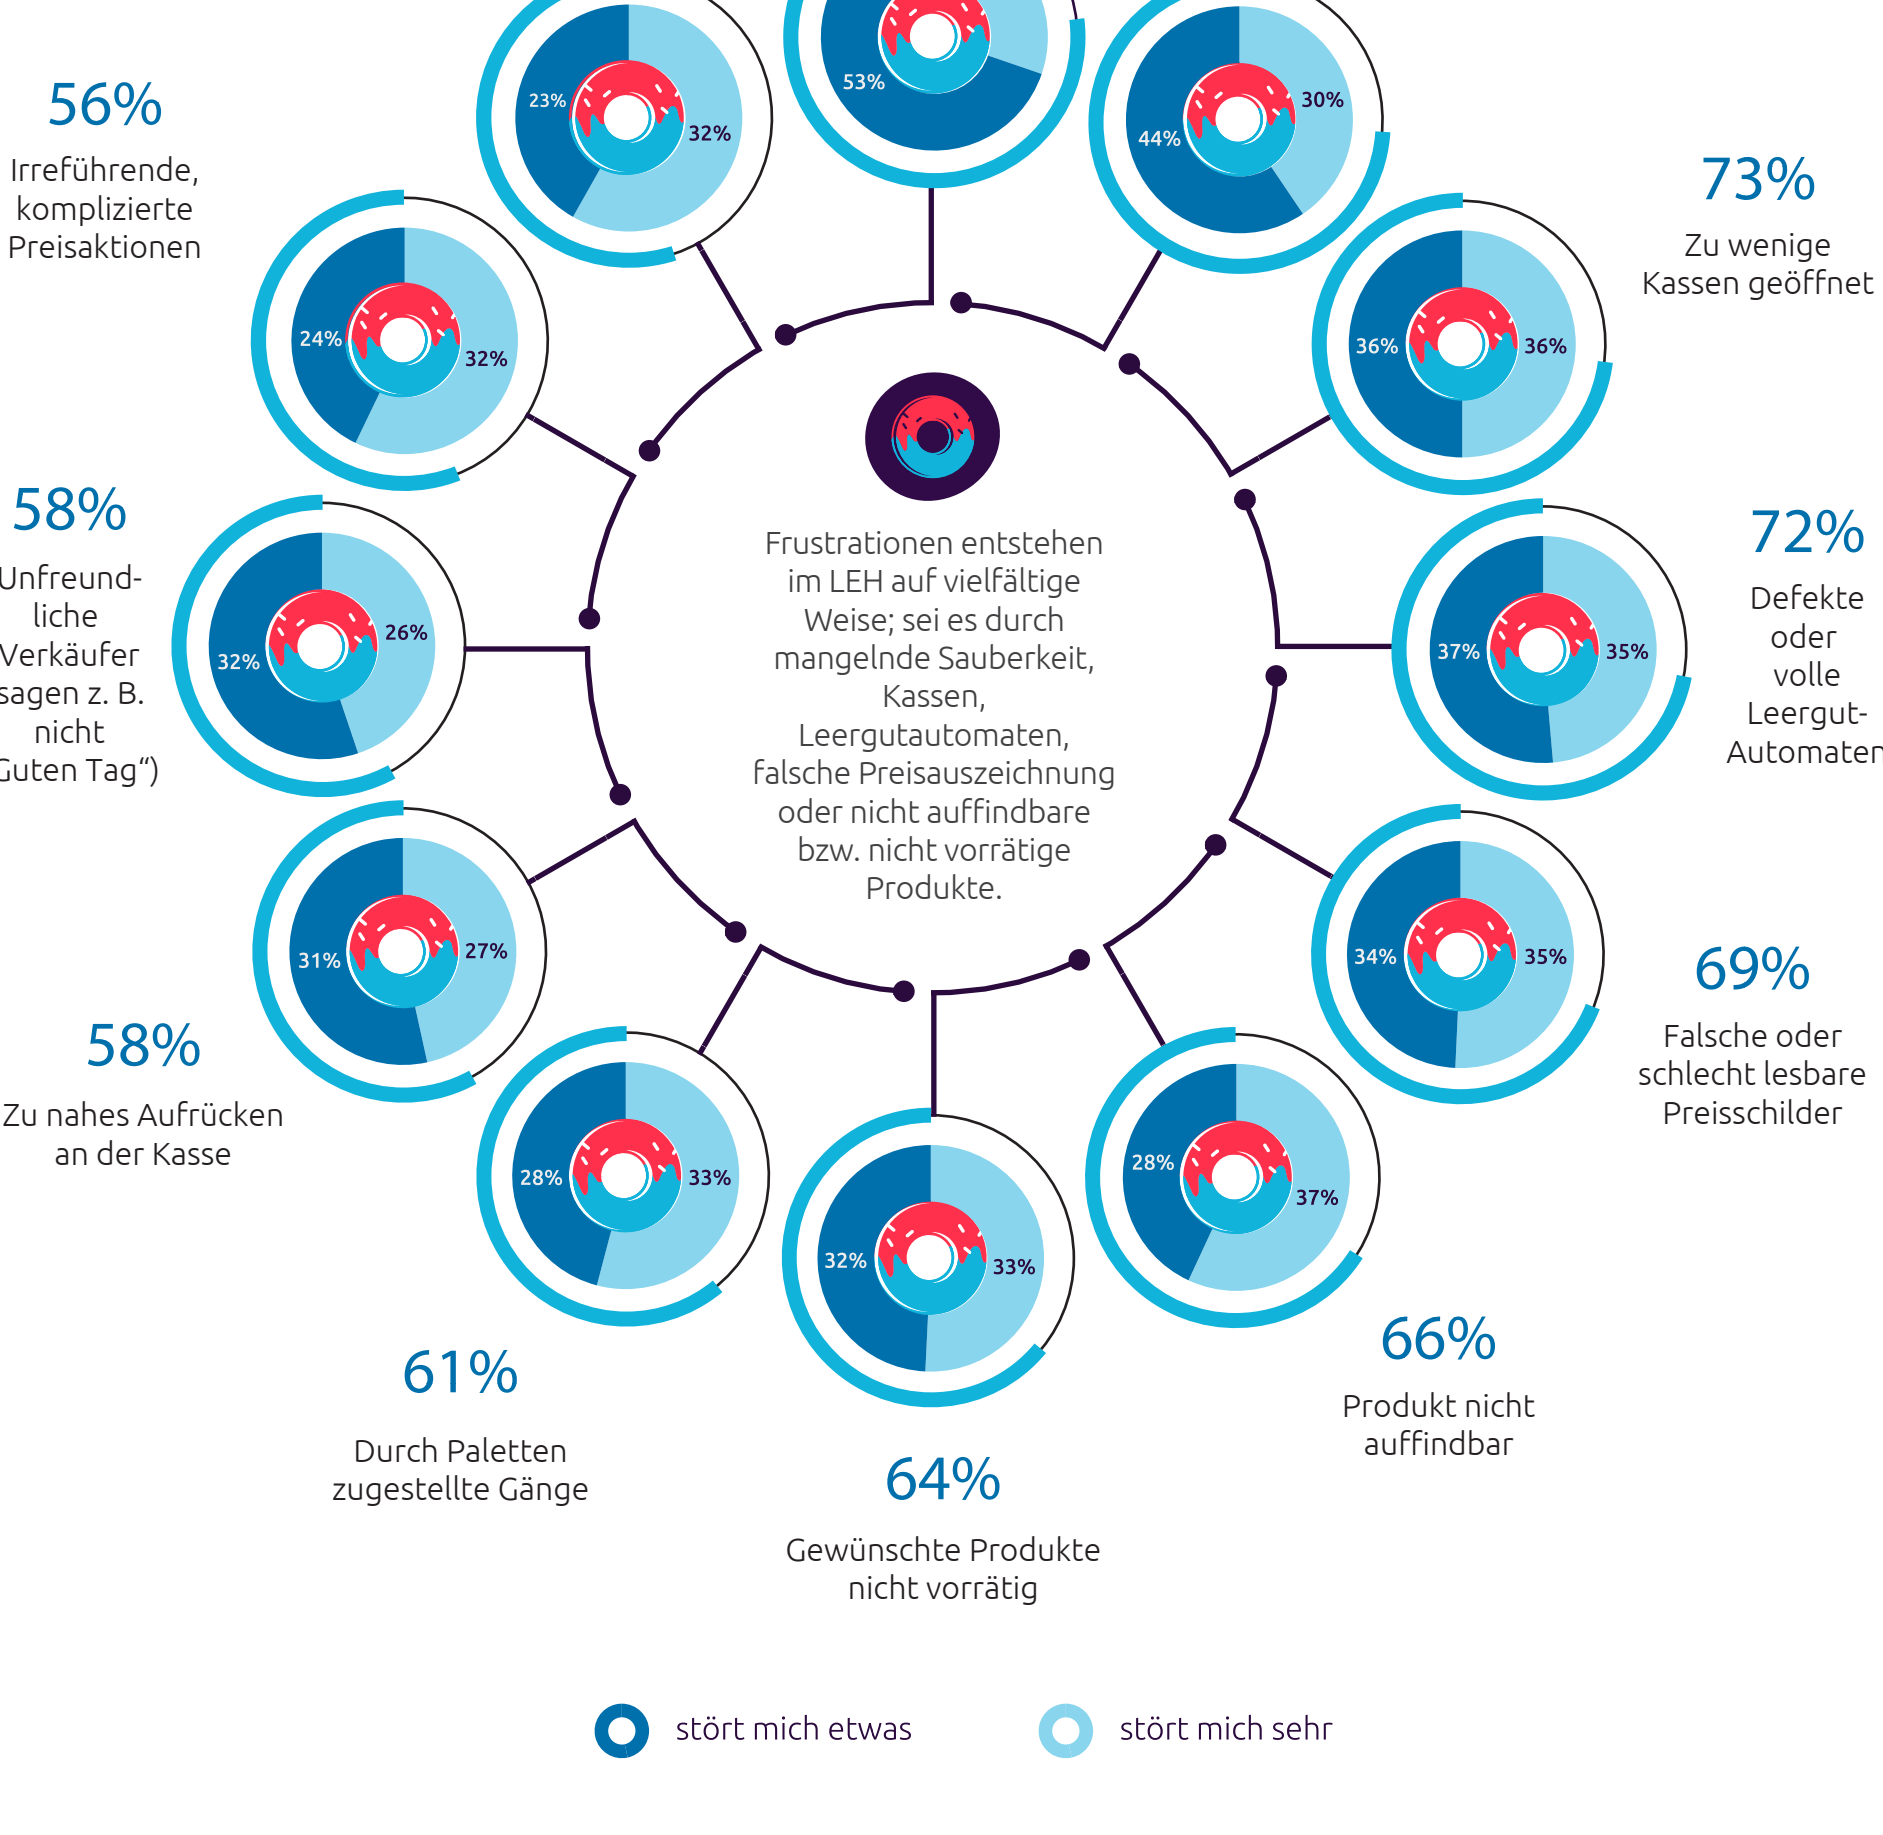 53%
23%
32%
44%
30%
56%
Irreführende,
komplizierte
Preisaktionen
24%
32%
36%
36%
73%
Zu wenige
Kassen geöffnet
58%
Unfreund-
liche
Verkäufer
sagen z. B.
nicht
Guten Tag“)
32%
26%
Frustrationen entstehen
im LEH auf vielfältige
Weise; sei es durch
mangelnde Sauberkeit,
Kassen,
Leergutautomaten,
falsche Preisauszeichnung
oder nicht auffindbare
bzw. nicht vorrätige
Produkte.
37%
35%
72%
Defekte
oder
volle
Leergut-
Automaten
31%
27%
58%
Zu nahes Aufrücken
an der Kasse
34%
35%
69%
Falsche oder
schlecht lesbare
Preisschilder
28%
33%
61%
Durch Paletten
zugestellte Gänge
32%
33%
64%
Gewünschte Produkte
nicht vorrätig
28%
37%
66%
Produkt nicht
auffindbar
stört mich etwas
stört mich sehr